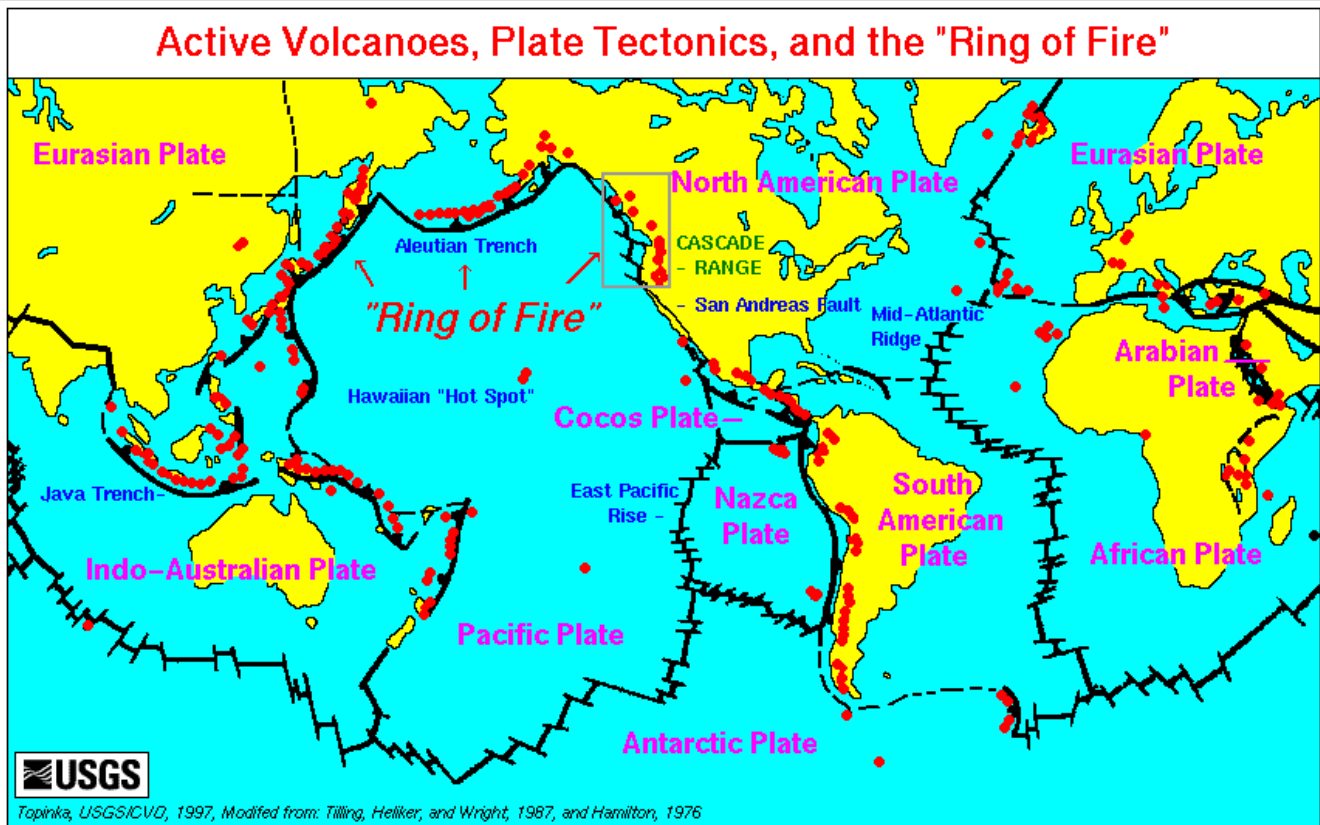 Active Volcanoes, Plate Tectonics, and the "Ring of Fire"
Eurasian Plate
Eurasian Plate
North American Plate
Aleutian Trench
CASCADE
- RANGE
"Ring of Fire"
- San Andreas Fault
Mid-Atlantic
Ridge
Arabian
Plate
Hawaiian "Hot Spot"
Cocos Plate
Java Trench-
East Pacific
Rise -
Nazca
Plate
South
American
Plate
African Plate
Indo-Australian Plate
Pacific Plate
Antarctic Plate
USGS
Topinka, USGS/CVO, 1997, Modifed from: Tilling, Heliker, and Wright, 1987, and Hamilton, 1976